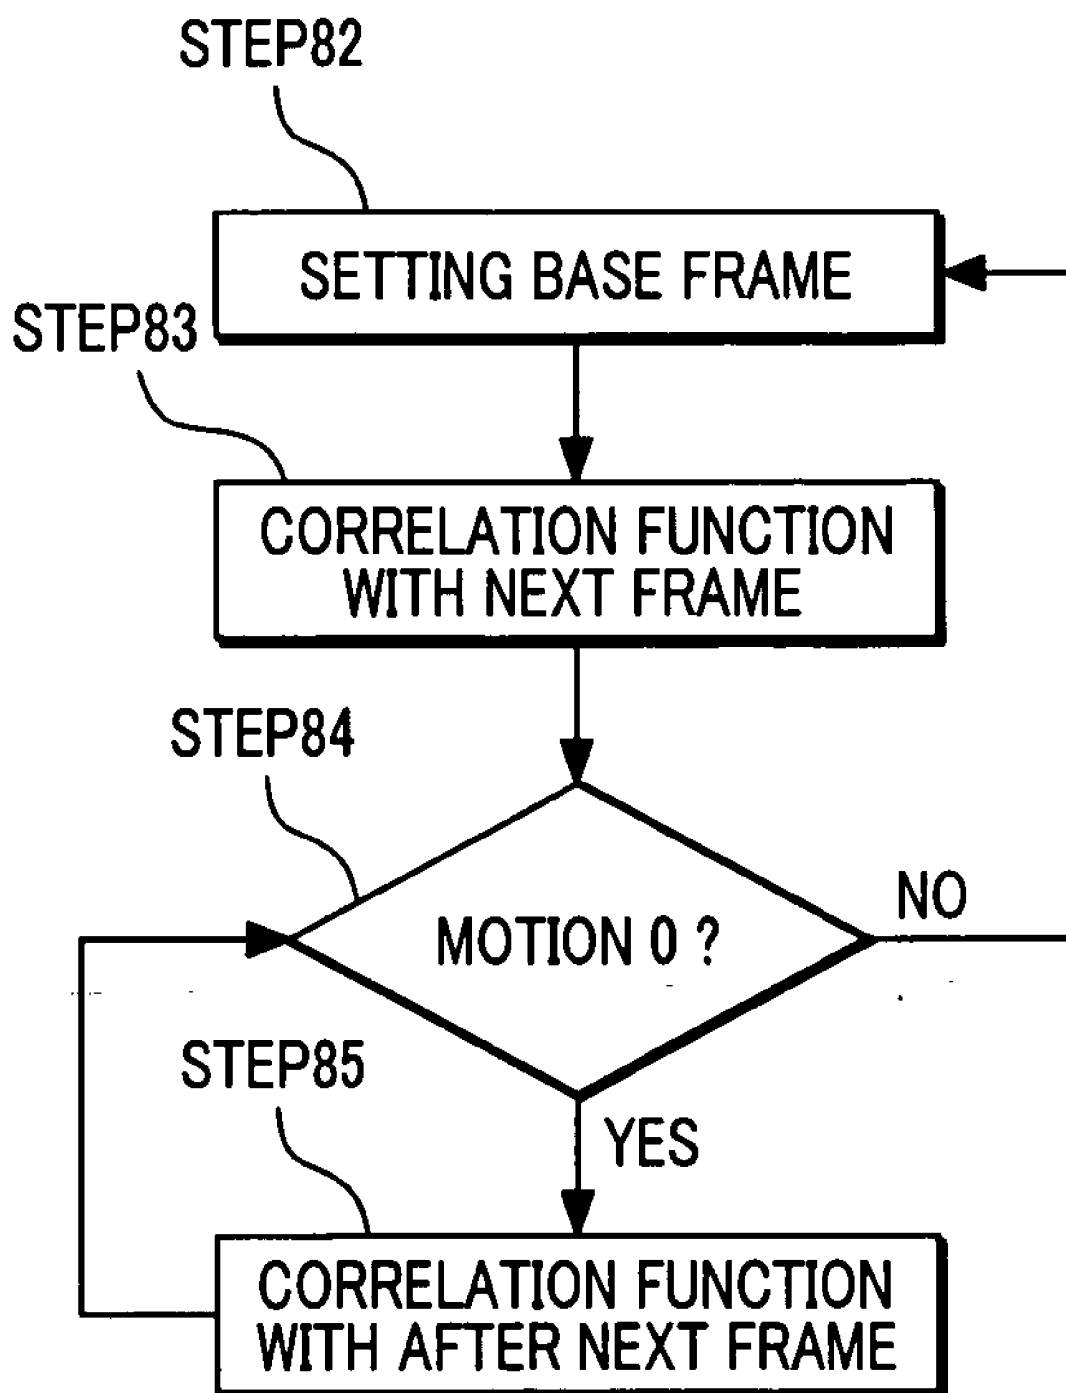 STEP82
SETTING BASE FRAME
STEP83
CORRELATION FUNCTION
WITH NEXT FRAME
STEP84
MOTION 0 ?
NO
YES
STEP85
CORRELATION FUNCTION
WITH AFTER NEXT FRAME